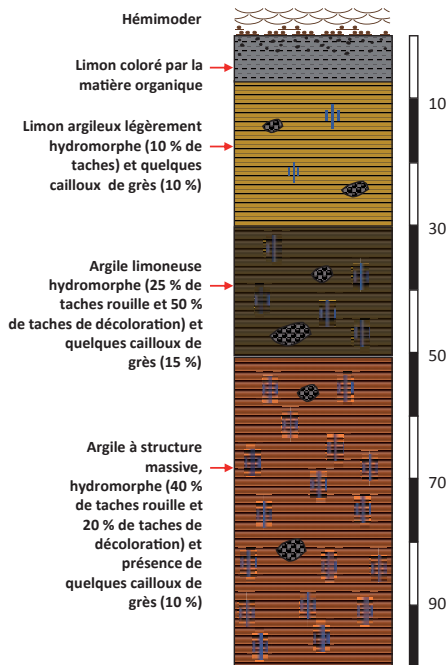 Hémimoder
Limon coloré par la
matière organique
Limon argileux légèrement
hydromorphe (10 % de
taches) et quelques
cailloux de grès (10 %)
Argile limoneuse
hydromorphe (25 % de
taches rouille et 50 %
de taches de décoloration) et
quelques cailloux de
grès (15 %)
Argile à structure
massive,
hydromorphe (40 %
de taches rouille et
20 % de taches de
décoloration) et
présence de
quelques cailloux de
grès (10 %)
10
30
50
70
90